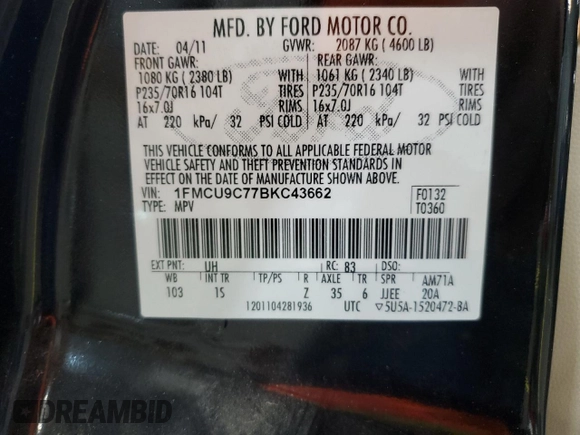 MFD. BY FORD MOTOR CO.
DATE: 04/11 GVWR: 2087 KG ( 4600 LB)
FRONT GAWR: REAR GAWR:
1080 KG ( 2380 LB) WITH 1061 KG ( 2340 LB) WITH
P235/70R16 104T TIRES P235/70R16 104T TIRES
16x7.0J RIMS 16x7.0J RIMS
AT 220 kPa/ 32 PSI COLD AT 220 kPa/ 32 PSI COLD
Ford
THIS VEHICLE CONFORMS TO ALL APPLICABLE FEDERAL MOTOR
VEHICLE SAFETY AND THEFT PREVENTION STANDARDS IN
EFFECT ON THE DATE OF MANUFACTURE SHOWN ABOVE.
VIN: 1FMCU9C77BKC43662 F0132
TYPE: MPV T0360
EXT PNT: UH RC: 83 DSO:
WB INT TR TP/PS R AXLE TR SPR AM71A
103 1S Z 35 6 JJEE 20A
1201104281936 UTC ▽5U5A-1520472-BA
DREAMBID